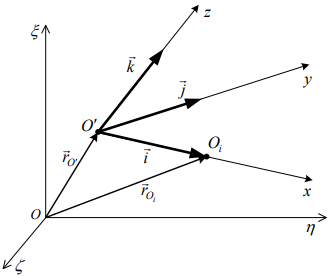 ξ
z
k⃗
j⃗
y
O'
O_i
r⃗_{O'}
i⃗
r⃗_{O_i}
x
O
η
ζ